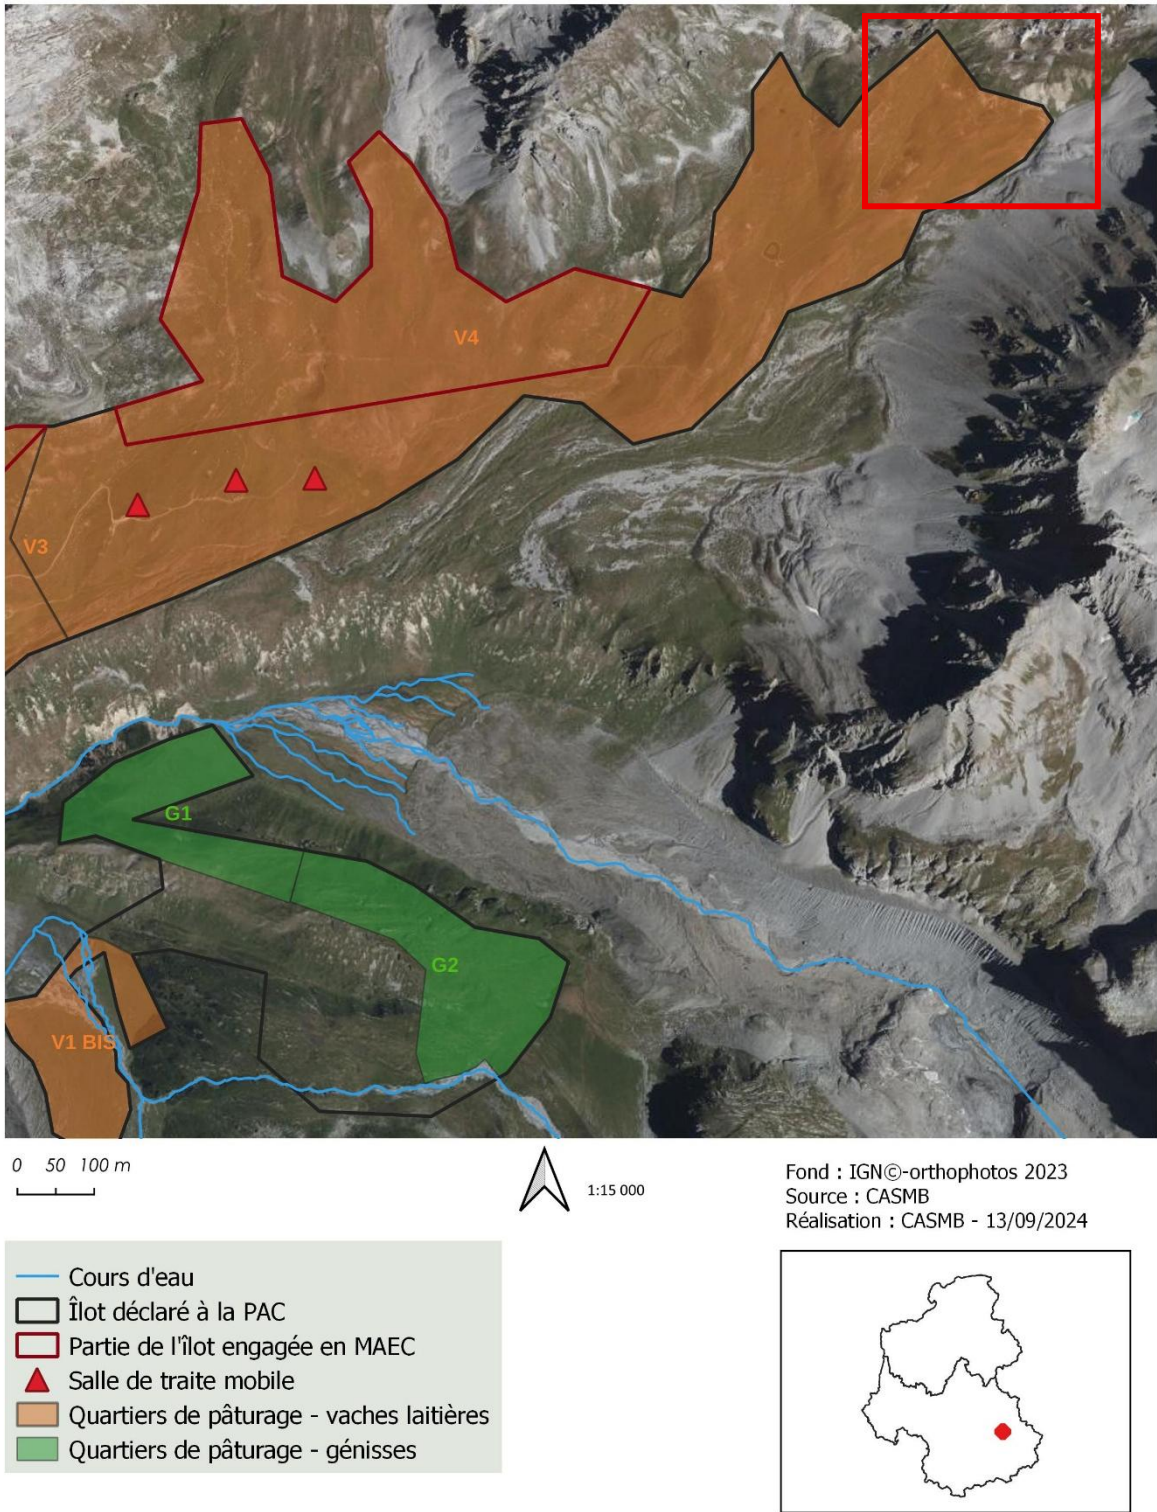 V4
V3
G1
G2
V1 BIS
0 50 100 m
1:15 000
Fond : IGN©-orthophotos 2023
Source : CASMB
Réalisation : CASMB - 13/09/2024
Cours d'eau
Îlot déclaré à la PAC
Partie de l'îlot engagée en MAEC
Salle de traite mobile
Quartiers de pâturage - vaches laitières
Quartiers de pâturage - génisses